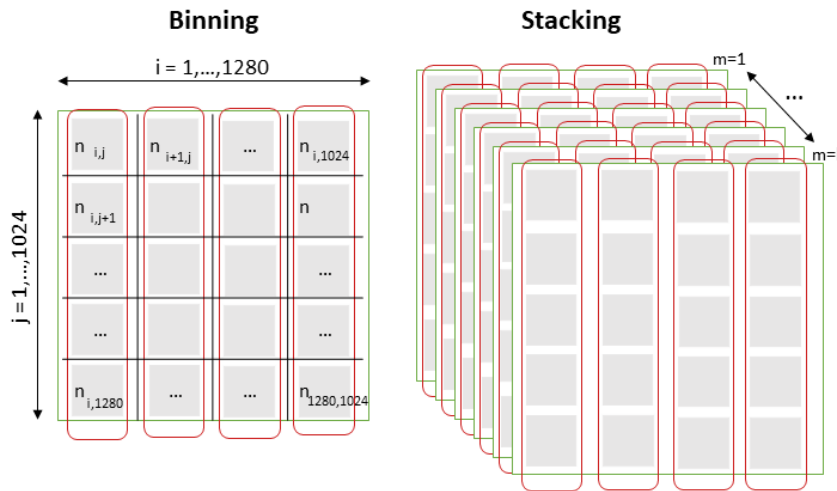 Binning
Stacking
i = 1,...,1280
m=1
...
m=
j = 1,...,1024
n i,j
n i+1,j
...
n i,1024
n i,j+1
n
...
...
...
...
n i,1280
...
...
n 1280,1024